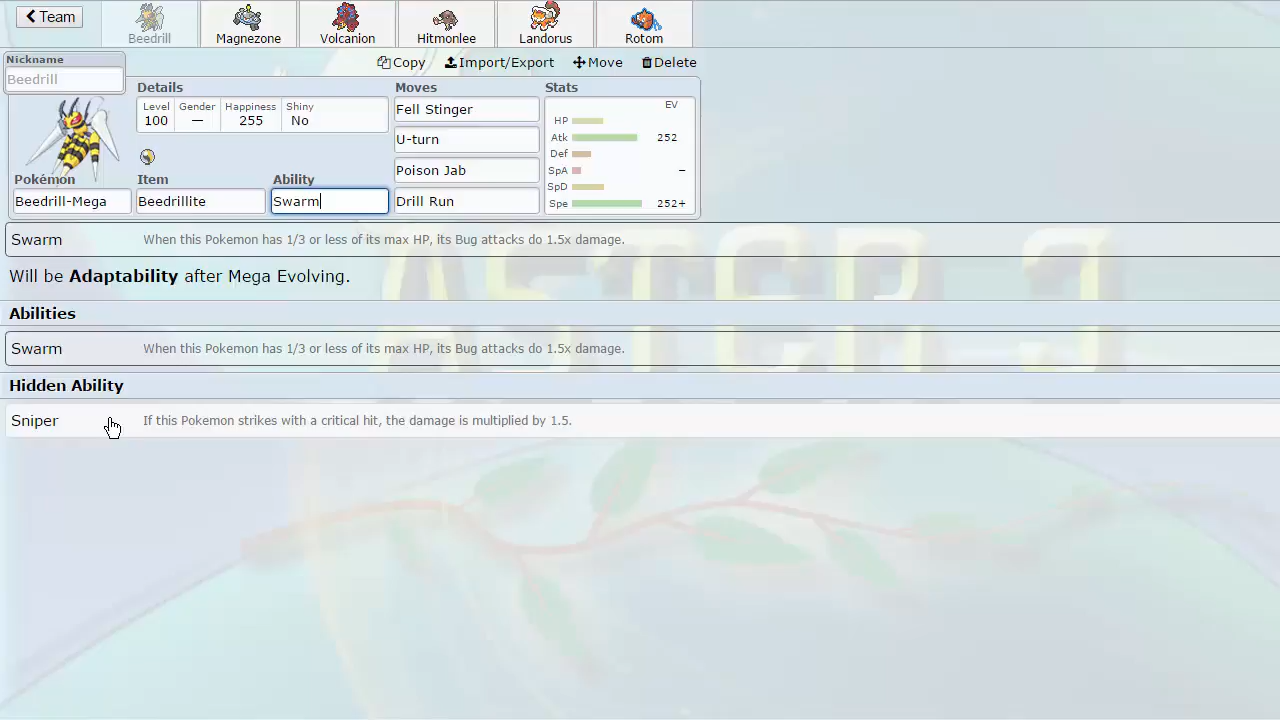 Team
Beedrill
Magnezone
Volcanion
Hitmonlee
Landorus
Rotom
Copy
Import/Export
Move
Delete
Nickname
Beedrill
Details
Level
100
Gender
—
Happiness
255
Shiny
No
Pokémon
Beedrill-Mega
Item
Beedrillite
Ability
Swarm
Moves
Fell Stinger
U-turn
Poison Jab
Drill Run
Stats
EV
HP
Atk 252
Def
SpA –
SpD
Spe 252+
Swarm When this Pokemon has 1/3 or less of its max HP, its Bug attacks do 1.5x damage.
Will be Adaptability after Mega Evolving.
Abilities
Swarm When this Pokemon has 1/3 or less of its max HP, its Bug attacks do 1.5x damage.
Hidden Ability
Sniper If this Pokemon strikes with a critical hit, the damage is multiplied by 1.5.